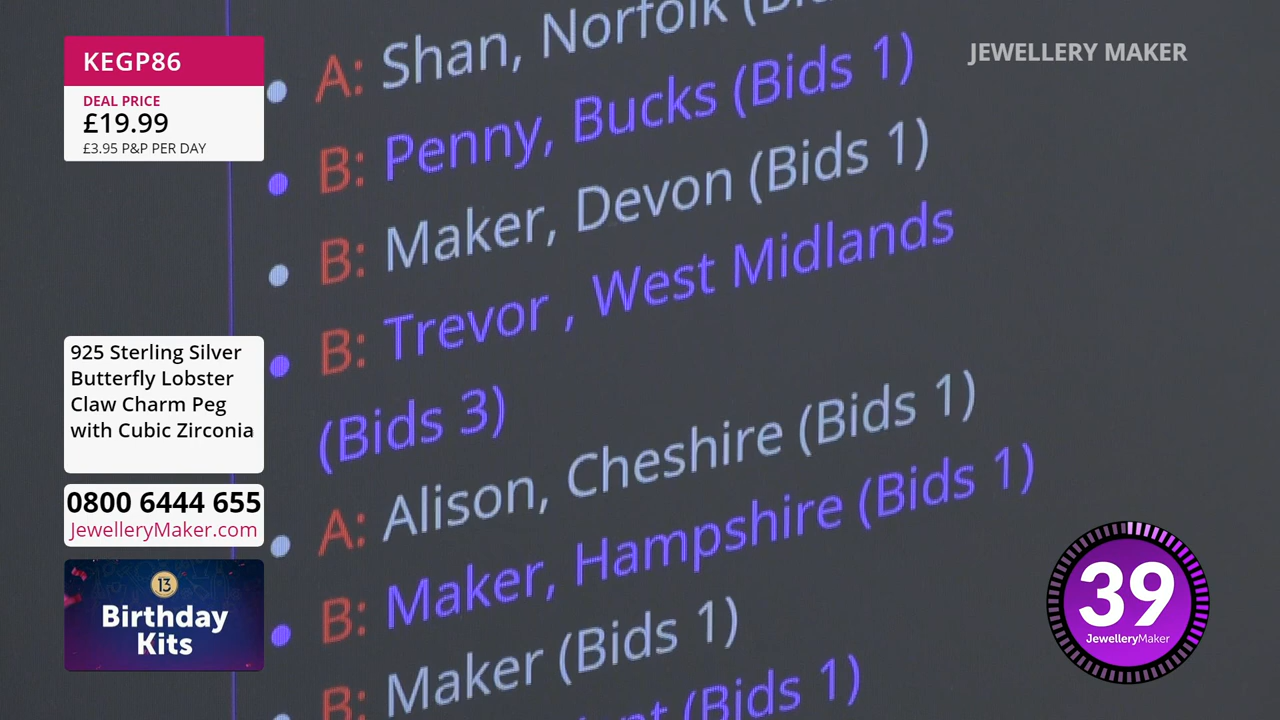 KEGP86
DEAL PRICE
£19.99
£3.95 P&P PER DAY
JEWELLERY MAKER
A: Shan, Norfolk
B: Penny, Bucks (Bids 1)
B: Maker, Devon (Bids 1)
B: Trevor , West Midlands
(Bids 3)
A: Alison, Cheshire (Bids 1)
B: Maker, Hampshire (Bids 1)
B: Maker (Bids 1)
(Bids 1)
925 Sterling Silver
Butterfly Lobster
Claw Charm Peg
with Cubic Zirconia
0800 6444 655
JewelleryMaker.com
13
Birthday
Kits
39
JewelleryMaker